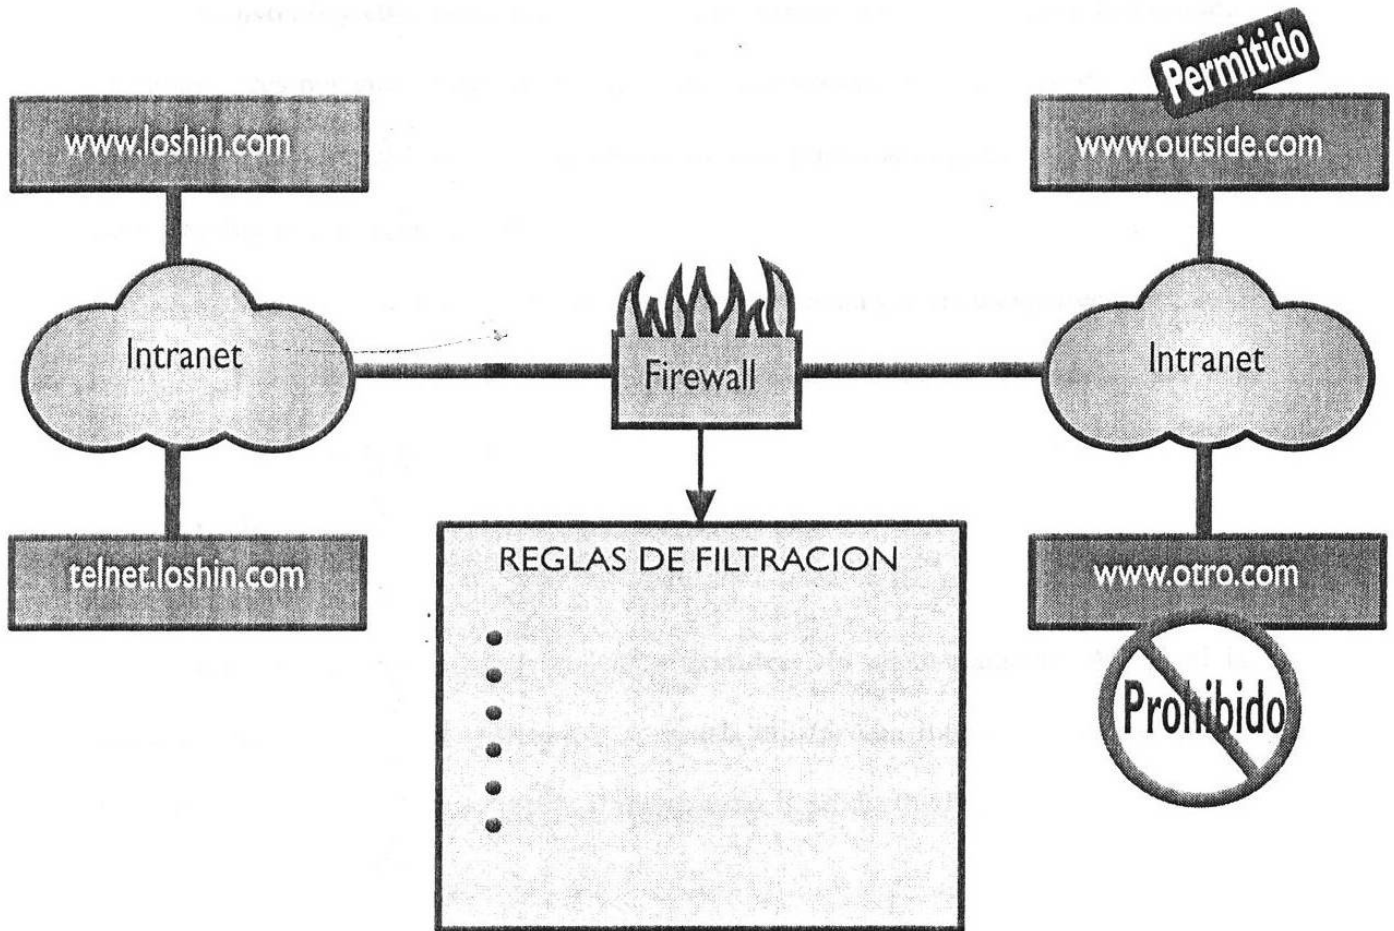 Permitido
www.loshin.com
www.outside.com
Intranet
Firewall
Intranet
REGLAS DE FILTRACION
telnet.loshin.com
www.otro.com
Prohibido